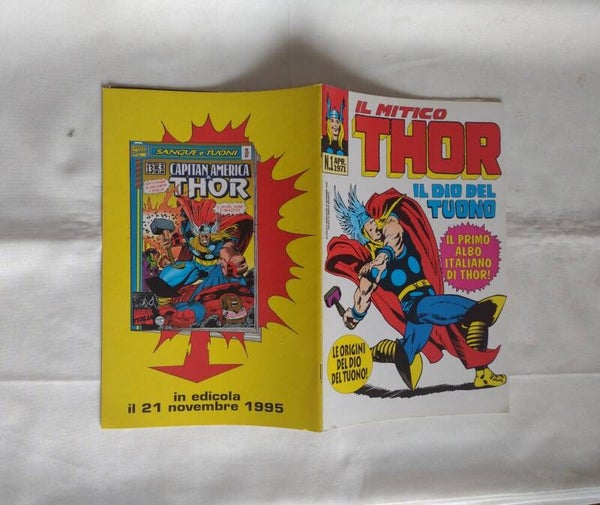 SANGUE e TUONI
CAPITAN AMERICA
THOR
in edicola
il 21 novembre 1995
IL MITICO
THOR
N.1 APR. 1971
IL DIO DEL
TUONO
IL PRIMO
ALBO
ITALIANO
DI THOR!
LE ORIGINI
DEL DIO
DEL TUONO!